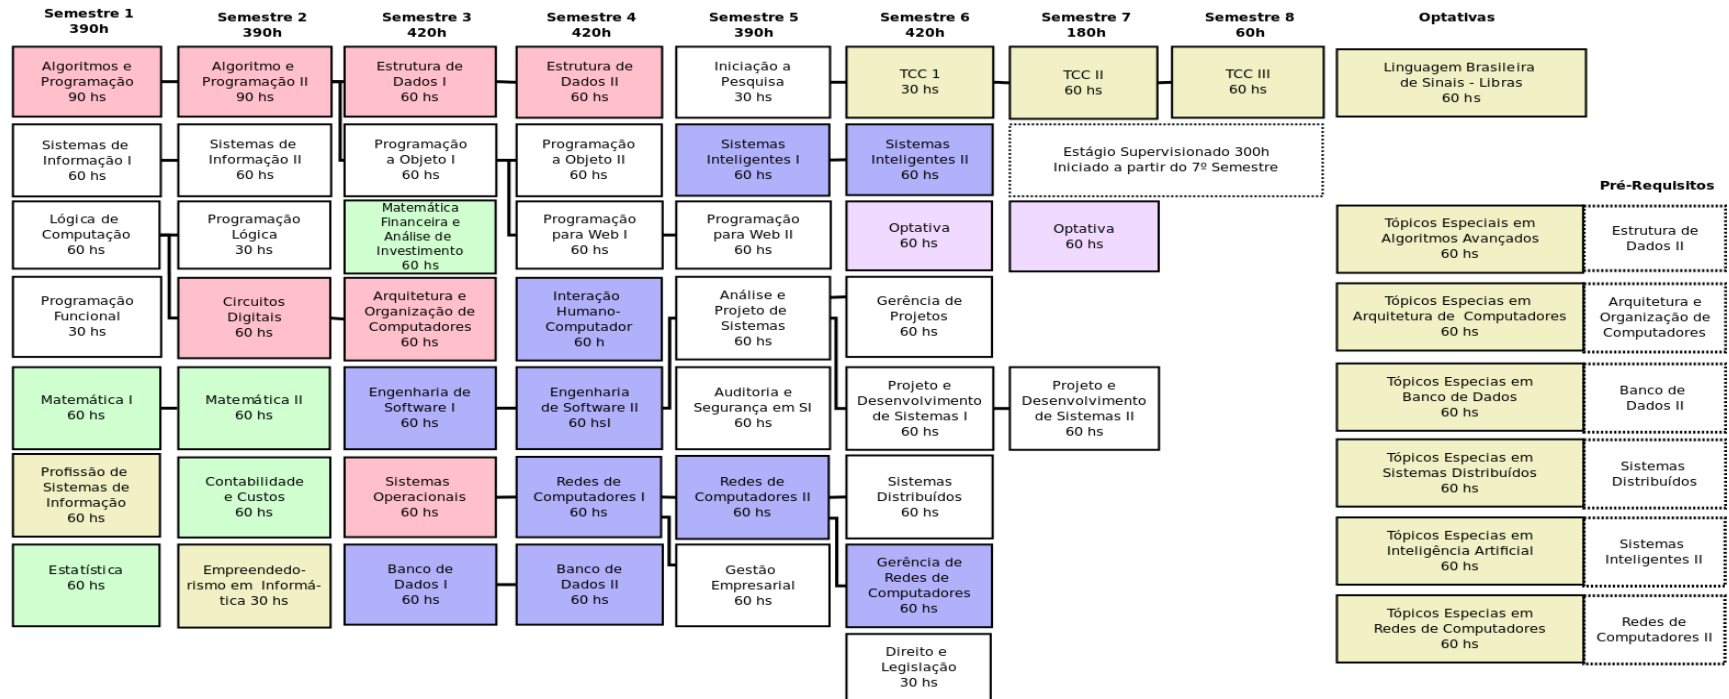 Semestre 1
390h
Algoritmos e
Programação
90 hs
Sistemas de
Informação I
60 hs
Lógica de
Computação
60 hs
Programação
Funcional
30 hs
Matemática I
60 hs
Profissão de
Sistemas de
Informação
60 hs
Estatística
60 hs
Semestre 2
390h
Algoritmo e
Programação II
90 hs
Sistemas de
Informação II
60 hs
Programação
Lógica
30 hs
Circuitos
Digitais
60 hs
Matemática II
60 hs
Contabilidade
e Custos
60 hs
Empreendedo-
rismo em Informá-
tica 30 hs
Semestre 3
420h
Estrutura de
Dados I
60 hs
Programação
a Objeto I
60 hs
Matemática
Financeira e
Análise de
Investimento
60 hs
Arquitetura e
Organização de
Computadores
60 hs
Engenharia de
Software I
60 hs
Sistemas
Operacionais
60 hs
Banco de
Dados I
60 hs
Semestre 4
420h
Estrutura de
Dados II
60 hs
Programação
a Objeto II
60 hs
Programação
para Web I
60 hs
Interação
Humano-
Computador
60 h
Engenharia
de Software II
60 hsI
Redes de
Computadores I
60 hs
Banco de
Dados II
60 hs
Semestre 5
390h
Iniciação a
Pesquisa
30 hs
Sistemas
Inteligentes I
60 hs
Programação
para Web II
60 hs
Análise e
Projeto de
Sistemas
60 hs
Auditoria e
Segurança em SI
60 hs
Redes de
Computadores II
60 hs
Gestão
Empresarial
60 hs
Semestre 6
420h
TCC 1
30 hs
Sistemas
Inteligentes II
60 hs
Optativa
60 hs
Gerência de
Projetos
60 hs
Projeto e
Desenvolvimento
de Sistemas I
60 hs
Sistemas
Distribuídos
60 hs
Gerência de
Redes de
Computadores
60 hs
Direito e
Legislação
30 hs
Semestre 7
180h
TCC II
60 hs
Estágio Supervisionado 300h
Iniciado a partir do 7º Semestre
Optativa
60 hs
Projeto e
Desenvolvimento
de Sistemas II
60 hs
Semestre 8
60h
TCC III
60 hs
Optativas
Linguagem Brasileira
de Sinais - Libras
60 hs
Pré-Requisitos
Tópicos Especiais em
Algoritmos Avançados
60 hs
Estrutura de
Dados II
Tópicos Especias em
Arquitetura de Computadores
60 hs
Arquitetura e
Organização de
Computadores
Tópicos Especias em
Banco de Dados
60 hs
Banco de
Dados II
Tópicos Especias em
Sistemas Distribuídos
60 hs
Sistemas
Distribuídos
Tópicos Especias em
Inteligência Artificial
60 hs
Sistemas
Inteligentes II
Tópicos Especias em
Redes de Computadores
60 hs
Redes de
Computadores II